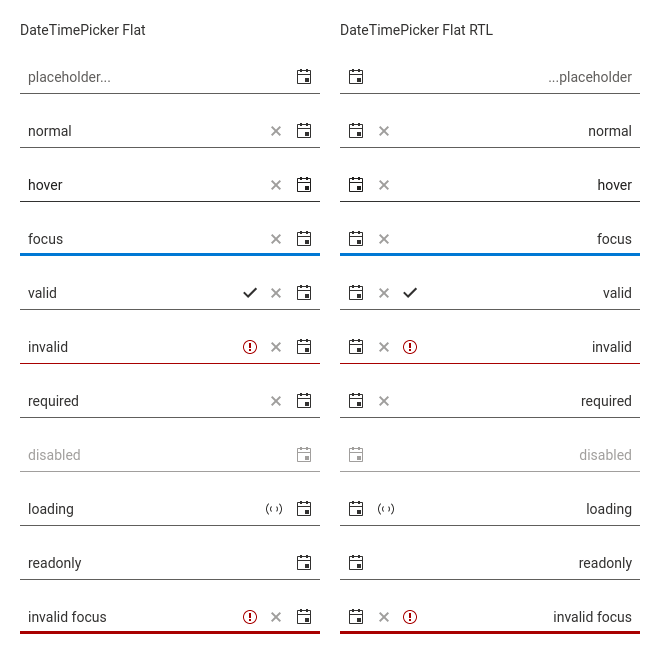 DateTimePicker Flat
placeholder...
normal
hover
focus
valid
invalid
required
disabled
loading
readonly
invalid focus
DateTimePicker Flat RTL
...placeholder
normal
hover
focus
valid
invalid
required
disabled
loading
readonly
invalid focus